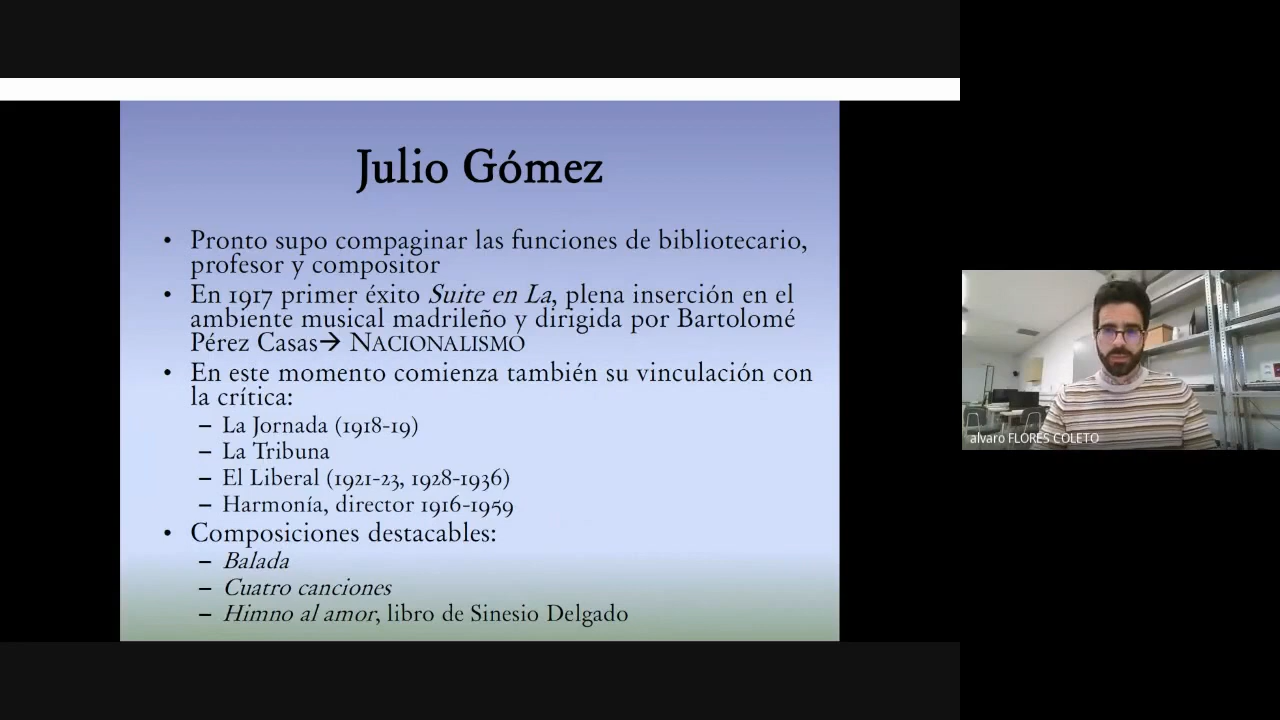 Julio Gómez
• Pronto supo compaginar las funciones de bibliotecario,
profesor y compositor
• En 1917 primer éxito Suite en La, plena inserción en el
ambiente musical madrileño y dirigida por Bartolomé
Pérez Casas→ NACIONALISMO
• En este momento comienza también su vinculación con
la crítica:
– La Jornada (1918-19)
– La Tribuna
– El Liberal (1921-23, 1928-1936)
– Harmonía, director 1916-1959
• Composiciones destacables:
– Balada
– Cuatro canciones
– Himno al amor, libro de Sinesio Delgado
alvaro FLORES COLETO